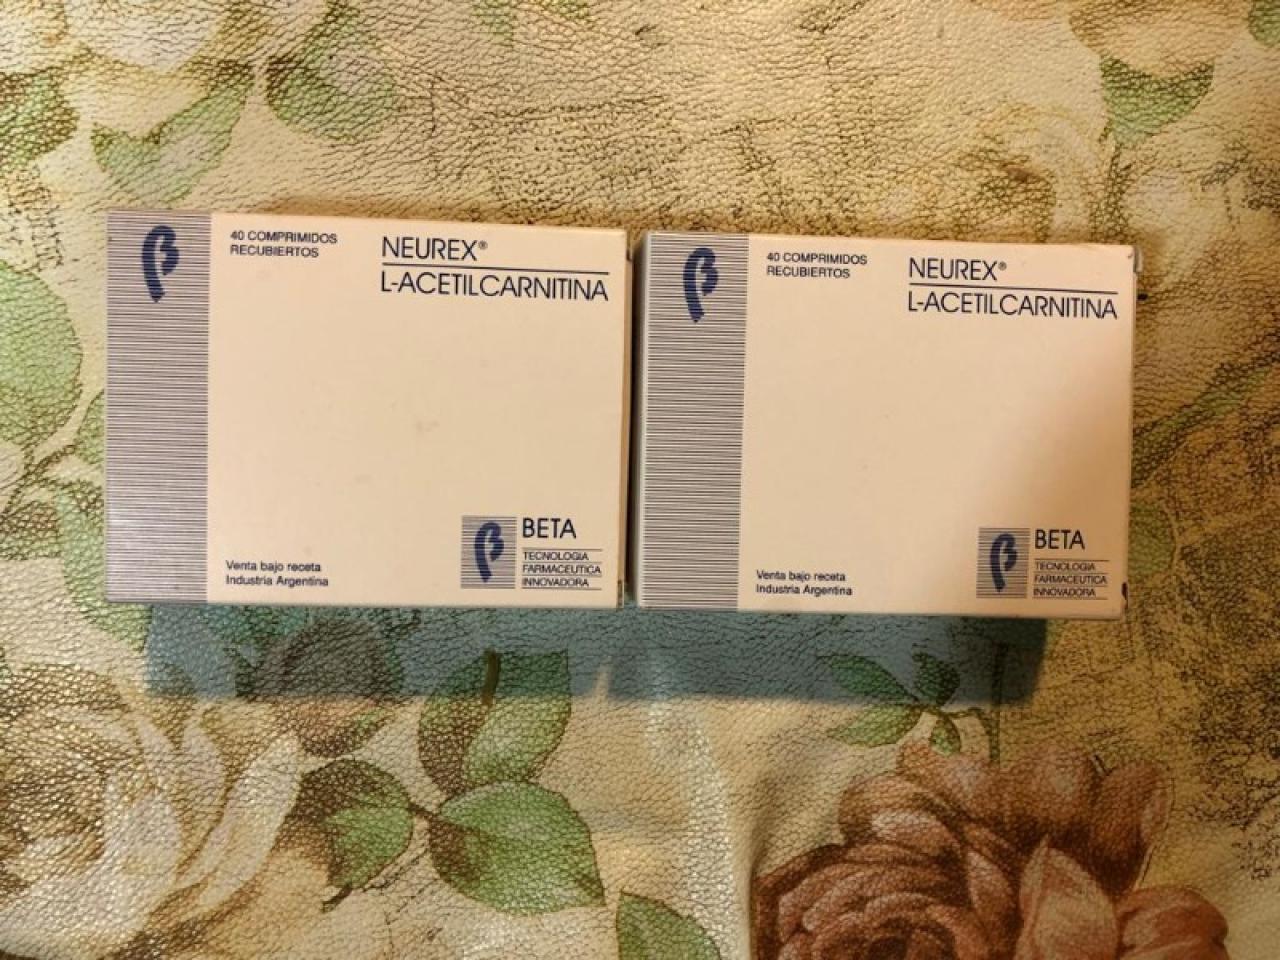 β
40 COMPRIMIDOS
RECUBIERTOS
NEUREX®
L-ACETILCARNITINA
Venta bajo receta
Industria Argentina
β
BETA
TECNOLOGIA
FARMACEUTICA
INNOVADORA
β
40 COMPRIMIDOS
RECUBIERTOS
NEUREX®
L-ACETILCARNITINA
Venta bajo receta
Industria Argentina
β
BETA
TECNOLOGIA
FARMACEUTICA
INNOVADORA